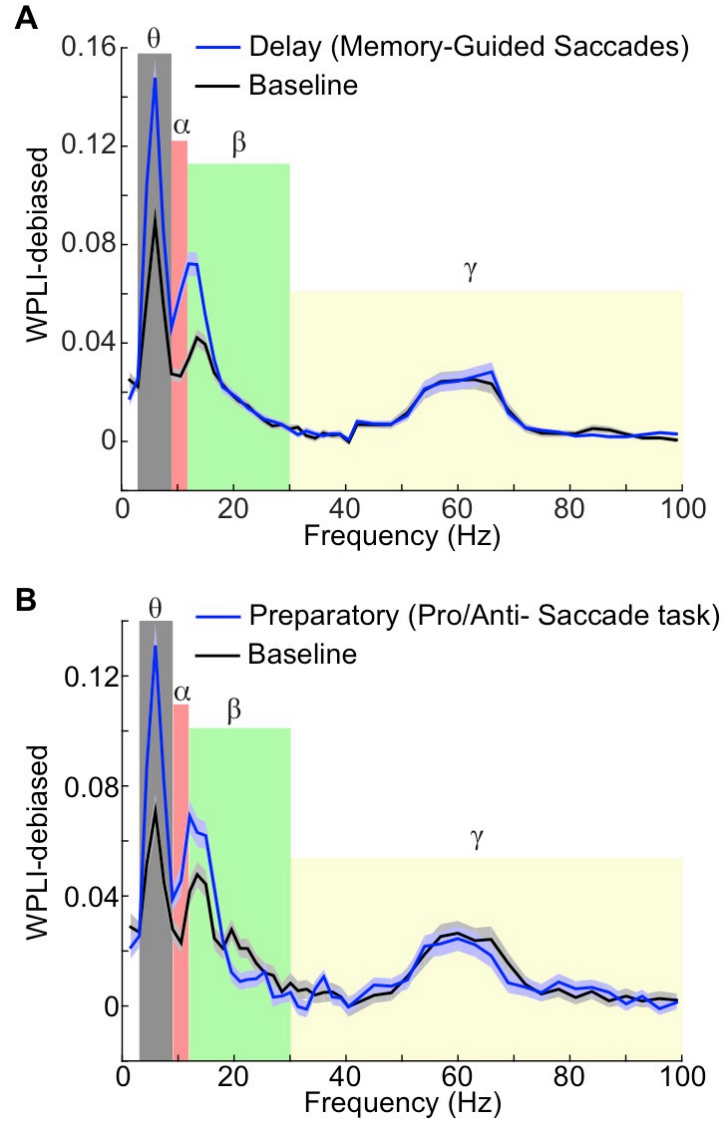 A
θ
Delay (Memory-Guided Saccades)
Baseline
α
β
γ
WPLI-debiased
0.16
0.12
0.08
0.04
0
0 20 40 60 80 100
Frequency (Hz)
B
θ
Preparatory (Pro/Anti- Saccade task)
Baseline
α
β
γ
WPLI-debiased
0.12
0.08
0.04
0
0 20 40 60 80 100
Frequency (Hz)